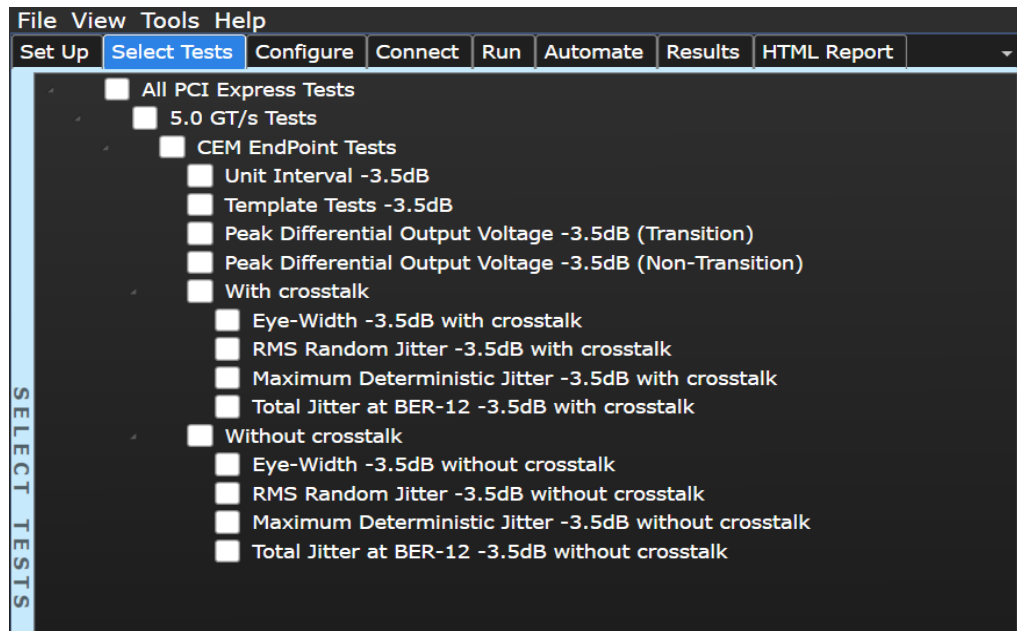 File View Tools Help
Set Up Select Tests Configure Connect Run Automate Results HTML Report
All PCI Express Tests
5.0 GT/s Tests
CEM EndPoint Tests
Unit Interval -3.5dB
Template Tests -3.5dB
Peak Differential Output Voltage -3.5dB (Transition)
Peak Differential Output Voltage -3.5dB (Non-Transition)
With crosstalk
Eye-Width -3.5dB with crosstalk
RMS Random Jitter -3.5dB with crosstalk
Maximum Deterministic Jitter -3.5dB with crosstalk
Total Jitter at BER-12 -3.5dB with crosstalk
Without crosstalk
Eye-Width -3.5dB without crosstalk
RMS Random Jitter -3.5dB without crosstalk
Maximum Deterministic Jitter -3.5dB without crosstalk
Total Jitter at BER-12 -3.5dB without crosstalk
SELECT TESTS